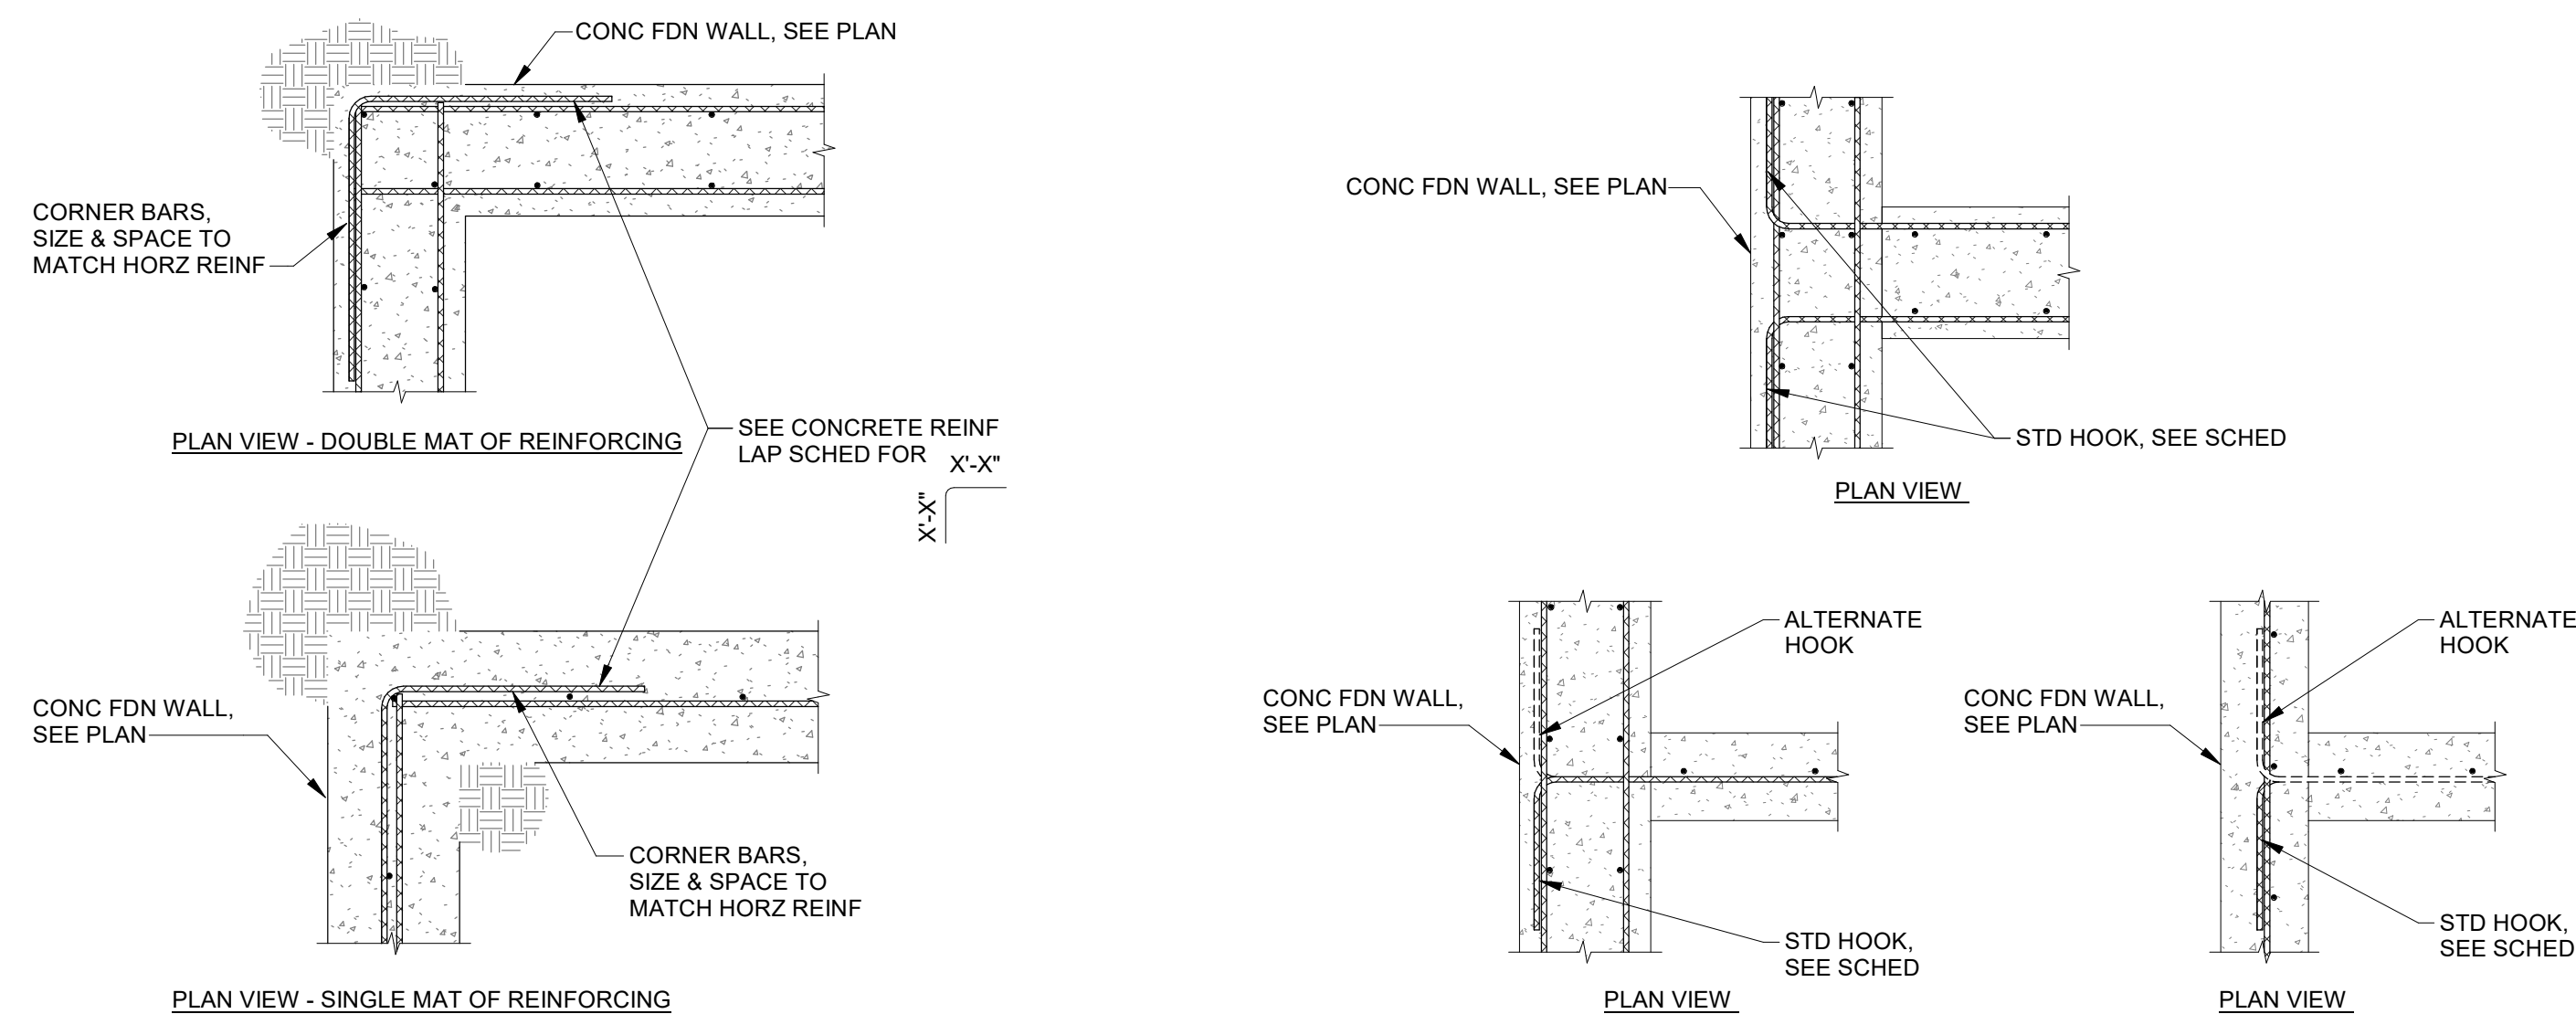 CONC FDN WALL, SEE PLAN
CORNER BARS,
SIZE & SPACE TO
MATCH HORZ REINF
PLAN VIEW - DOUBLE MAT OF REINFORCING
SEE CONCRETE REINF
LAP SCHED FOR
X'-X"
X'-X"
CONC FDN WALL,
SEE PLAN
CORNER BARS,
SIZE & SPACE TO
MATCH HORZ REINF
PLAN VIEW - SINGLE MAT OF REINFORCING
CONC FDN WALL, SEE PLAN
STD HOOK, SEE SCHED
PLAN VIEW
ALTERNATE
HOOK
CONC FDN WALL,
SEE PLAN
STD HOOK,
SEE SCHED
PLAN VIEW
ALTERNATE
HOOK
CONC FDN WALL,
SEE PLAN
STD HOOK,
SEE SCHED
PLAN VIEW